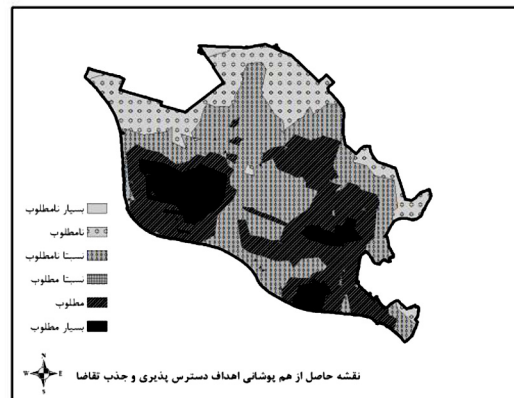 بسیار نامطلوب
نامطلوب
نسبتا نامطلوب
نسبتا مطلوب
مطلوب
بسیار مطلوب
N
W E
S
نقشه حاصل از هم پوشانی اهداف دسترس پذیری و جذب تقاضا